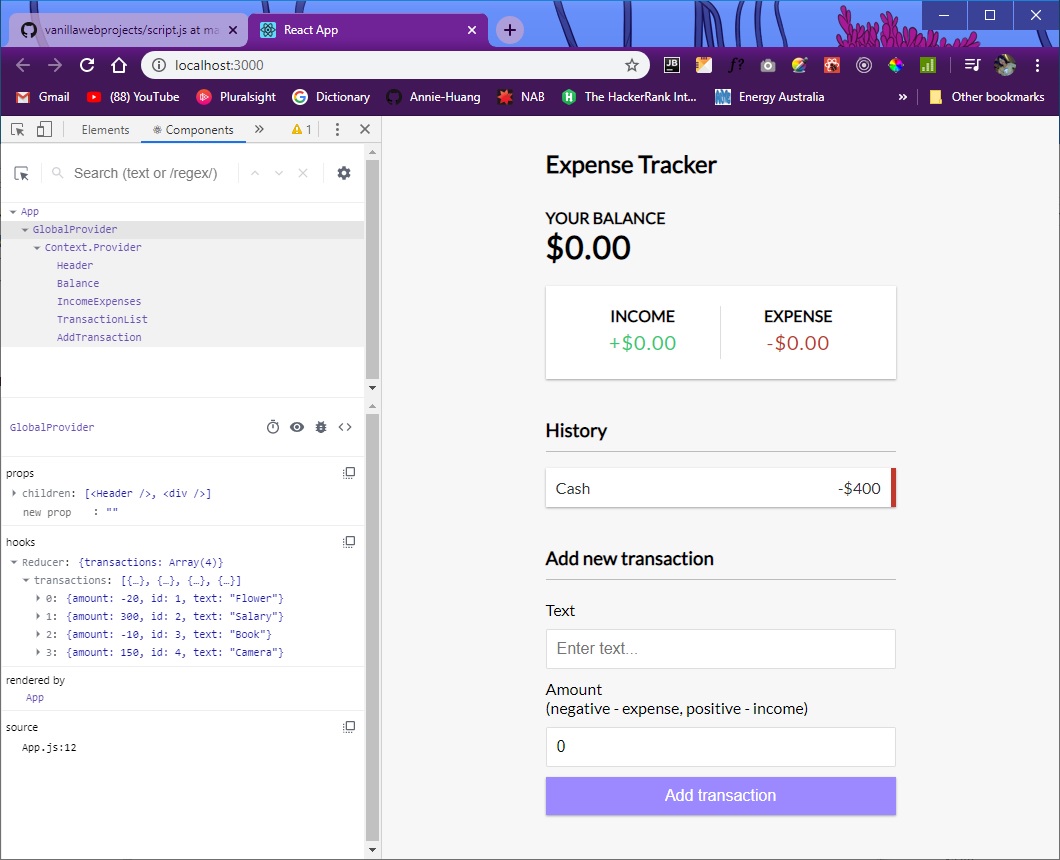 vanillawebprojects/script.js at ma
React App
localhost:3000
JB
f?
Gmail
(88) YouTube
Pluralsight
Dictionary
Annie-Huang
NAB
The HackerRank Int...
Energy Australia
»
Other bookmarks
Elements
Components
»
1
Search (text or /regex/)
App
GlobalProvider
Context.Provider
Header
Balance
IncomeExpenses
TransactionList
AddTransaction
GlobalProvider
props
children: [<Header />, <div />]
new prop : ""
hooks
Reducer: {transactions: Array(4)}
transactions: [{…}, {…}, {…}, {…}]
0: {amount: -20, id: 1, text: "Flower"}
1: {amount: 300, id: 2, text: "Salary"}
2: {amount: -10, id: 3, text: "Book"}
3: {amount: 150, id: 4, text: "Camera"}
rendered by
App
source
App.js:12
Expense Tracker
YOUR BALANCE
$0.00
INCOME
EXPENSE
+$0.00
-$0.00
History
Cash -$400
Add new transaction
Text
Enter text...
Amount
(negative - expense, positive - income)
0
Add transaction